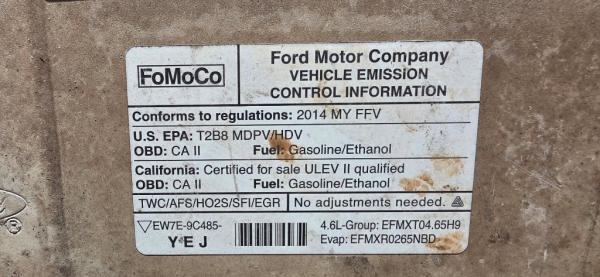 FoMoCo
Ford Motor Company
VEHICLE EMISSION
CONTROL INFORMATION
Conforms to regulations: 2014 MY FFV
U.S. EPA: T2B8 MDPV/HDV
OBD: CA II Fuel: Gasoline/Ethanol
California: Certified for sale ULEV II qualified
OBD: CA II Fuel: Gasoline/Ethanol
TWC/AFS/HO2S/SFI/EGR No adjustments needed.
EW7E-9C485-
Y E J
4.6L-Group: EFMXT04.65H9
Evap: EFMXR0265NBD